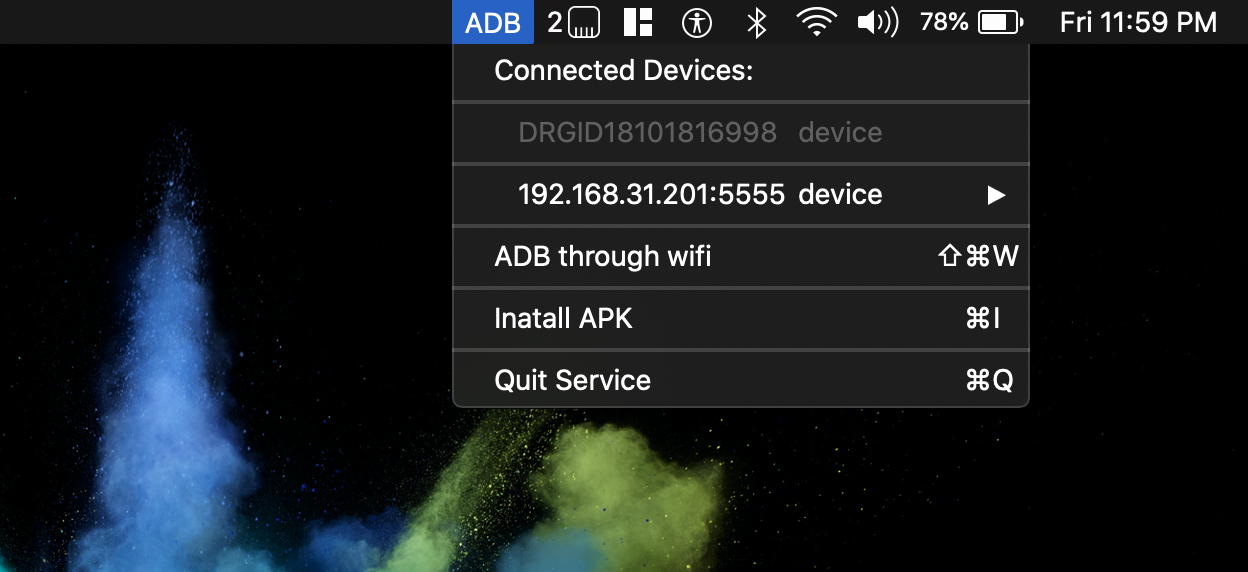 ADB 2 78% Fri 11:59 PM
Connected Devices:
DRGID18101816998 device
192.168.31.201:5555 device ▶
ADB through wifi ⇧⌘W
Inatall APK ⌘I
Quit Service ⌘Q